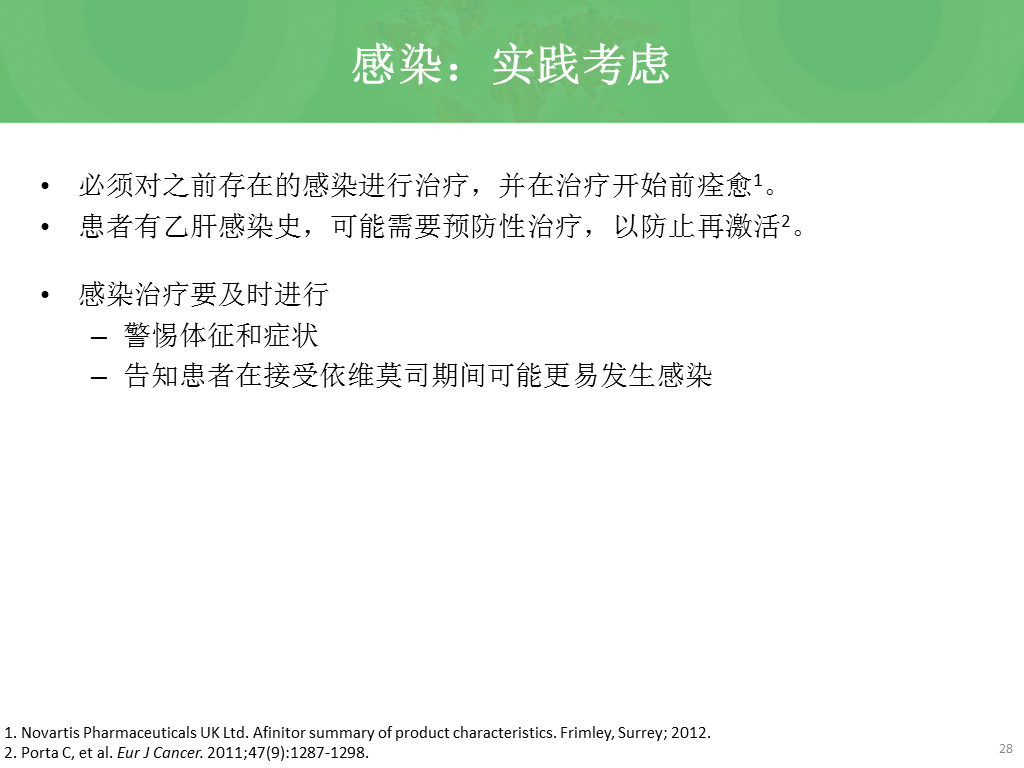 感染：实践考虑
• 必须对之前存在的感染进行治疗，并在治疗开始前痊愈1。
• 患者有乙肝感染史，可能需要预防性治疗，以防止再激活2。
• 感染治疗要及时进行
– 警惕体征和症状
– 告知患者在接受依维莫司期间可能更易发生感染
1. Novartis Pharmaceuticals UK Ltd. Afinitor summary of product characteristics. Frimley, Surrey; 2012.
2. Porta C, et al. Eur J Cancer. 2011;47(9):1287-1298.
28